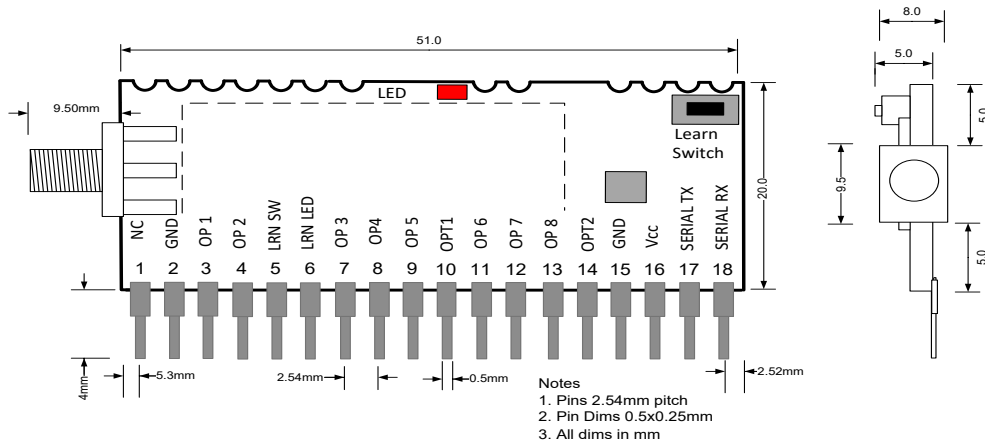 51.0
8.0
5.0
9.50mm
LED
Learn
Switch
5.0
9.5
20.0
5.0
NC
GND
OP 1
OP 2
LRN SW
LRN LED
OP 3
OP4
OP 5
OPT1
OP 6
OP 7
OP 8
OPT2
GND
Vcc
SERIAL TX
SERIAL RX
1 2 3 4 5 6 7 8 9 10 11 12 13 14 15 16 17 18
4mm
5.3mm
2.54mm
0.5mm
2.52mm
Notes
1. Pins 2.54mm pitch
2. Pin Dims 0.5x0.25mm
3. All dims in mm